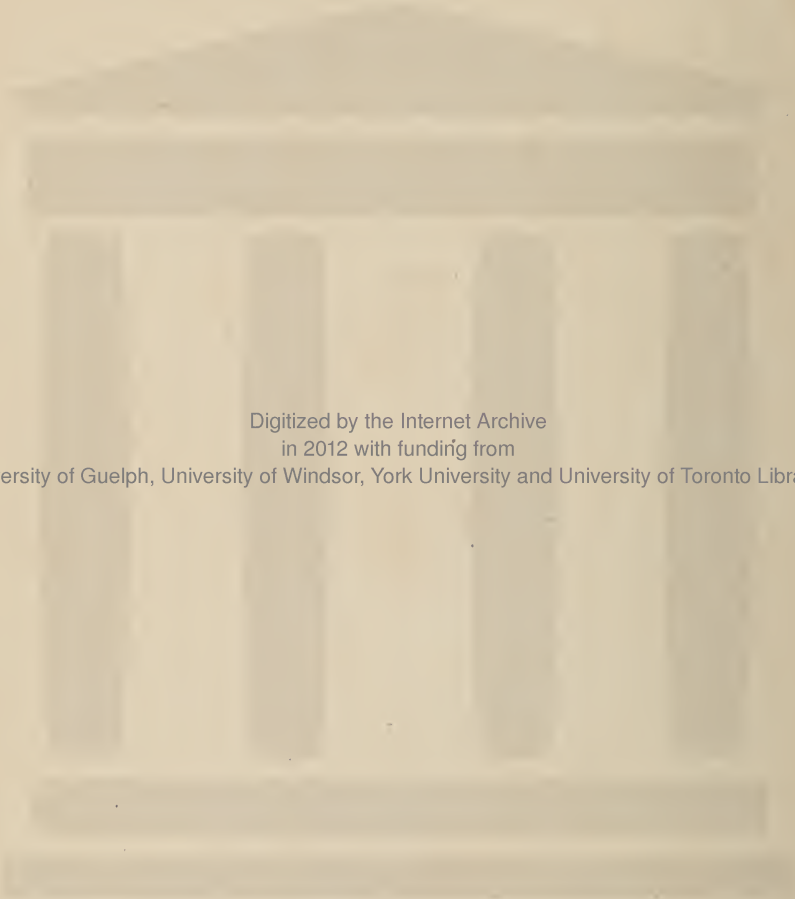 Digitized by the Internet Archive
in 2012 with funding from
ersity of Guelph, University of Windsor, York University and University of Toronto Libra